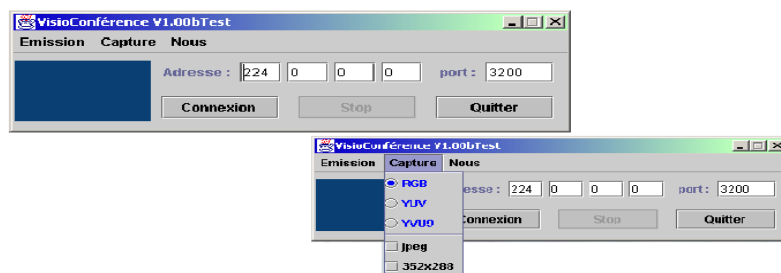 VisioConférence V1.00bTest
Emission Capture Nous
Adresse : 224 0 0 0 port : 3200
Connexion Stop Quitter
VisioConférence V1.00bTest
Emission Capture Nous
RGB
esse : 224 0 0 0 port : 3200
YUV
YVU9
onnexion Stop Quitter
Jpeg
352x288